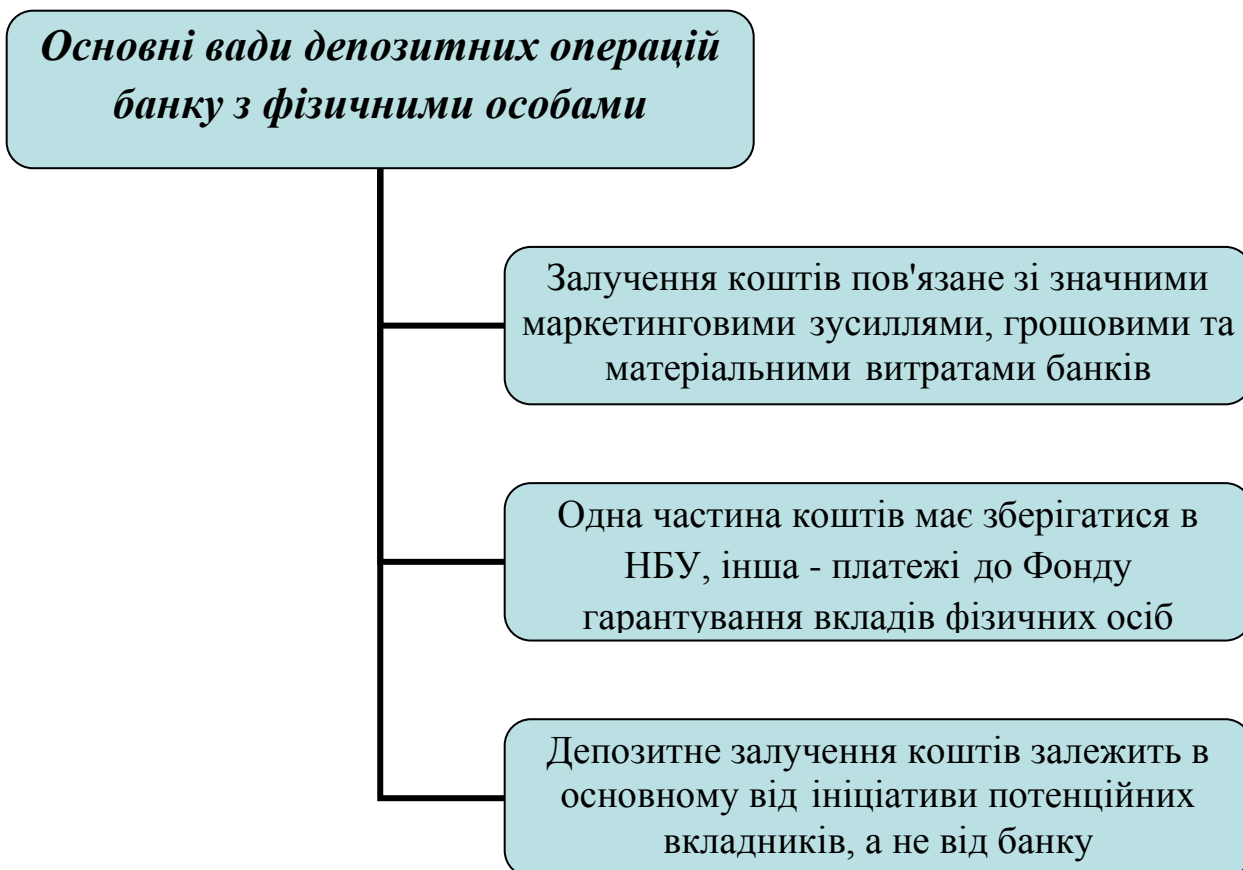 Основні вади депозитних операцій
банку з фізичними особами
Залучення коштів пов'язане зі значними
маркетинговими зусиллями, грошовими та
матеріальними витратами банків
Одна частина коштів має зберігатися в
НБУ, інша - платежі до Фонду
гарантування вкладів фізичних осіб
Депозитне залучення коштів залежить в
основному від ініціативи потенційних
вкладників, а не від банку